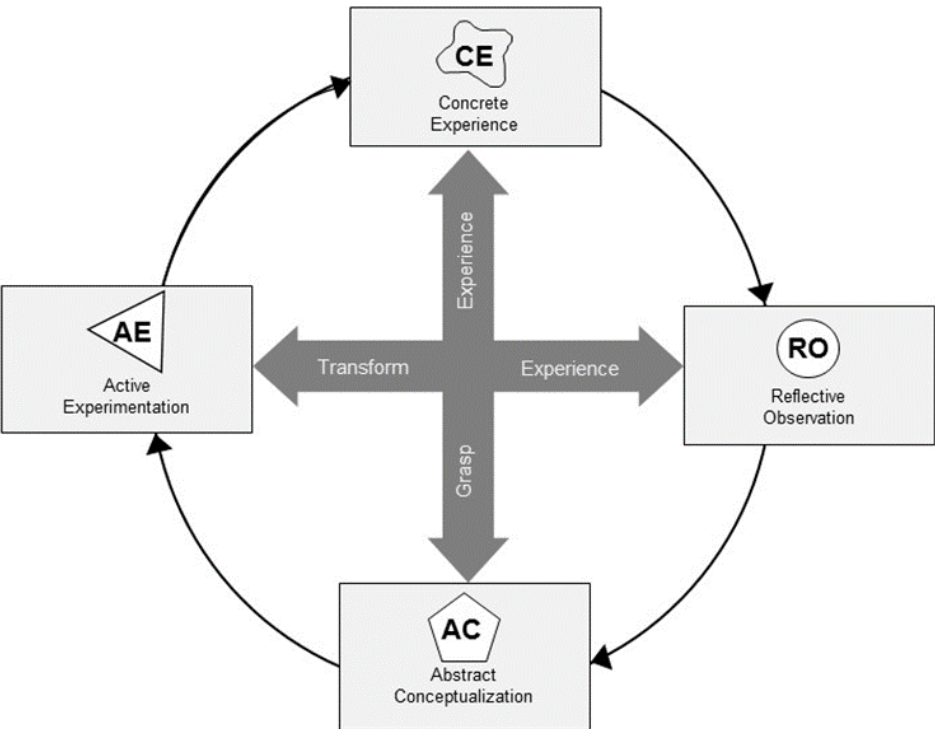 CE
Concrete
Experience
Experience
AE
Active
Experimentation
Transform
Experience
RO
Reflective
Observation
Grasp
AC
Abstract
Conceptualization